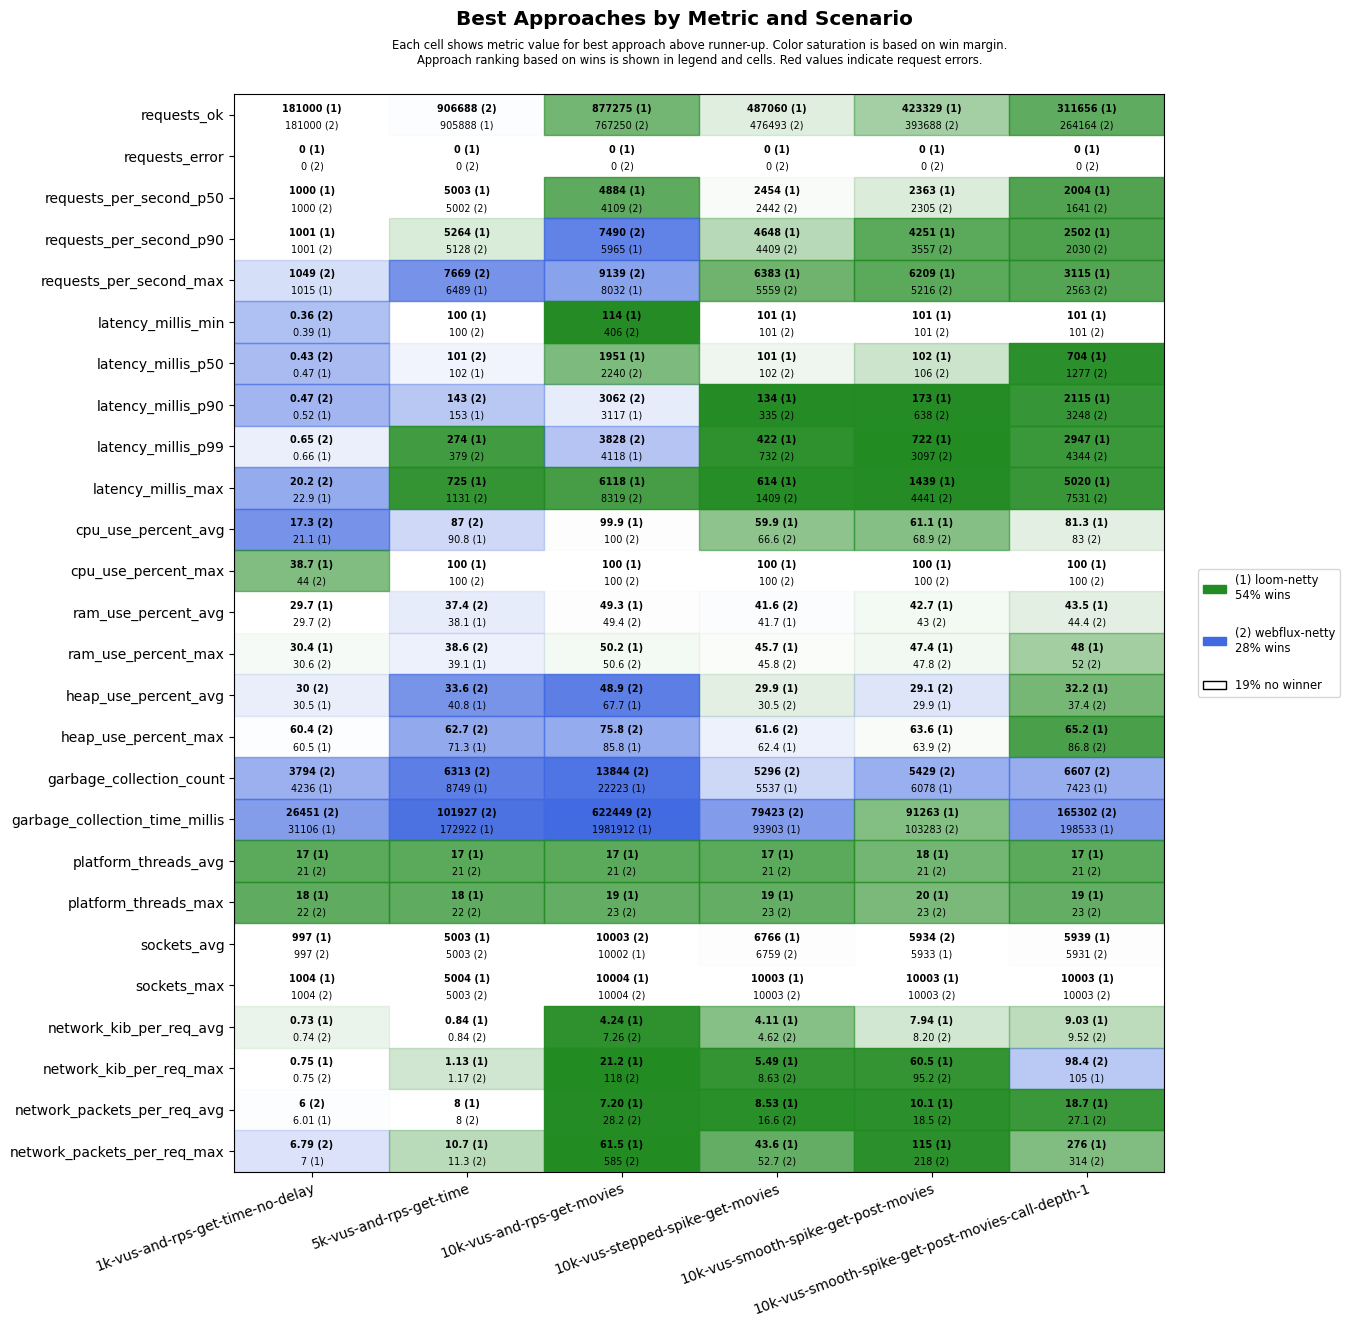 Best Approaches by Metric and Scenario
Each cell shows metric value for best approach above runner-up. Color saturation is based on win margin.
Approach ranking based on wins is shown in legend and cells. Red values indicate request errors.
requests_ok
181000 (1) 906688 (2) 877275 (1) 487060 (1) 423329 (1) 311656 (1)
181000 (2) 905888 (1) 767250 (2) 476493 (2) 393688 (2) 264164 (2)
requests_error
0 (1) 0 (1) 0 (1) 0 (1) 0 (1) 0 (1)
0 (2) 0 (2) 0 (2) 0 (2) 0 (2) 0 (2)
requests_per_second_p50
1000 (1) 5003 (1) 4884 (1) 2454 (1) 2363 (1) 2004 (1)
1000 (2) 5002 (2) 4109 (2) 2442 (2) 2305 (2) 1641 (2)
requests_per_second_p90
1001 (1) 5264 (1) 7490 (2) 4648 (1) 4251 (1) 2502 (1)
1001 (2) 5128 (2) 5965 (1) 4409 (2) 3557 (2) 2030 (2)
requests_per_second_max
1049 (2) 7669 (2) 9139 (2) 6383 (1) 6209 (1) 3115 (1)
1015 (1) 6489 (1) 8032 (1) 5559 (2) 5216 (2) 2563 (2)
latency_millis_min
0.36 (2) 100 (1) 114 (1) 101 (1) 101 (1) 101 (1)
0.39 (1) 100 (2) 406 (2) 101 (2) 101 (2) 101 (2)
latency_millis_p50
0.43 (2) 101 (2) 1951 (1) 101 (1) 102 (1) 704 (1)
0.47 (1) 102 (1) 2240 (2) 102 (2) 106 (2) 1277 (2)
latency_millis_p90
0.47 (2) 143 (2) 3062 (2) 134 (1) 173 (1) 2115 (1)
0.52 (1) 153 (1) 3117 (1) 335 (2) 638 (2) 3248 (2)
latency_millis_p99
0.65 (2) 274 (1) 3828 (2) 422 (1) 722 (1) 2947 (1)
0.66 (1) 379 (2) 4118 (1) 732 (2) 3097 (2) 4344 (2)
latency_millis_max
20.2 (2) 725 (1) 6118 (1) 614 (1) 1439 (1) 5020 (1)
22.9 (1) 1131 (2) 8319 (2) 1409 (2) 4441 (2) 7531 (2)
cpu_use_percent_avg
17.3 (2) 87 (2) 99.9 (1) 59.9 (1) 61.1 (1) 81.3 (1)
21.1 (1) 90.8 (1) 100 (2) 66.6 (2) 68.9 (2) 83 (2)
cpu_use_percent_max
38.7 (1) 100 (1) 100 (1) 100 (1) 100 (1) 100 (1)
44 (2) 100 (2) 100 (2) 100 (2) 100 (2) 100 (2)
ram_use_percent_avg
29.7 (1) 37.4 (2) 49.3 (1) 41.6 (2) 42.7 (1) 43.5 (1)
29.7 (2) 38.1 (1) 49.4 (2) 41.7 (1) 43 (2) 44.4 (2)
ram_use_percent_max
30.4 (1) 38.6 (2) 50.2 (1) 45.7 (1) 47.4 (1) 48 (1)
30.6 (2) 39.1 (1) 50.6 (2) 45.8 (2) 47.8 (2) 52 (2)
heap_use_percent_avg
30 (2) 33.6 (2) 48.9 (2) 29.9 (1) 29.1 (2) 32.2 (1)
30.5 (1) 40.8 (1) 67.7 (1) 30.5 (2) 29.9 (1) 37.4 (2)
heap_use_percent_max
60.4 (2) 62.7 (2) 75.8 (2) 61.6 (2) 63.6 (1) 65.2 (1)
60.5 (1) 71.3 (1) 85.8 (1) 62.4 (1) 63.9 (2) 86.8 (2)
garbage_collection_count
3794 (2) 6313 (2) 13844 (2) 5296 (2) 5429 (2) 6607 (2)
4236 (1) 8749 (1) 22223 (1) 5537 (1) 6078 (1) 7423 (1)
garbage_collection_time_millis
26451 (2) 101927 (2) 622449 (2) 79423 (2) 91263 (1) 165302 (2)
31106 (1) 172922 (1) 1981912 (1) 93903 (1) 103283 (2) 198533 (1)
platform_threads_avg
17 (1) 17 (1) 17 (1) 17 (1) 18 (1) 17 (1)
21 (2) 21 (2) 21 (2) 21 (2) 21 (2) 21 (2)
platform_threads_max
18 (1) 18 (1) 19 (1) 19 (1) 20 (1) 19 (1)
22 (2) 22 (2) 23 (2) 23 (2) 23 (2) 23 (2)
sockets_avg
997 (1) 5003 (1) 10003 (2) 6766 (1) 5934 (2) 5939 (1)
997 (2) 5003 (2) 10002 (1) 6759 (2) 5933 (1) 5931 (2)
sockets_max
1004 (1) 5004 (1) 10004 (1) 10003 (1) 10003 (1) 10003 (1)
1004 (2) 5003 (2) 10004 (2) 10003 (2) 10003 (2) 10003 (2)
network_kib_per_req_avg
0.73 (1) 0.84 (1) 4.24 (1) 4.11 (1) 7.94 (1) 9.03 (1)
0.74 (2) 0.84 (2) 7.26 (2) 4.62 (2) 8.20 (2) 9.52 (2)
network_kib_per_req_max
0.75 (1) 1.13 (1) 21.2 (1) 5.49 (1) 60.5 (1) 98.4 (2)
0.75 (2) 1.17 (2) 118 (2) 8.63 (2) 95.2 (2) 105 (1)
network_packets_per_req_avg
6 (2) 8 (1) 7.20 (1) 8.53 (1) 10.1 (1) 18.7 (1)
6.01 (1) 8 (2) 28.2 (2) 16.6 (2) 18.5 (2) 27.1 (2)
network_packets_per_req_max
6.79 (2) 10.7 (1) 61.5 (1) 43.6 (1) 115 (1) 276 (1)
7 (1) 11.3 (2) 585 (2) 52.7 (2) 218 (2) 314 (2)
1k-vus-and-rps-get-time-no-delay
5k-vus-and-rps-get-time
10k-vus-and-rps-get-movies
10k-vus-stepped-spike-get-movies
10k-vus-smooth-spike-get-post-movies
10k-vus-smooth-spike-get-post-movies-call-depth-1
(1) loom-netty
54% wins
(2) webflux-netty
28% wins
19% no winner